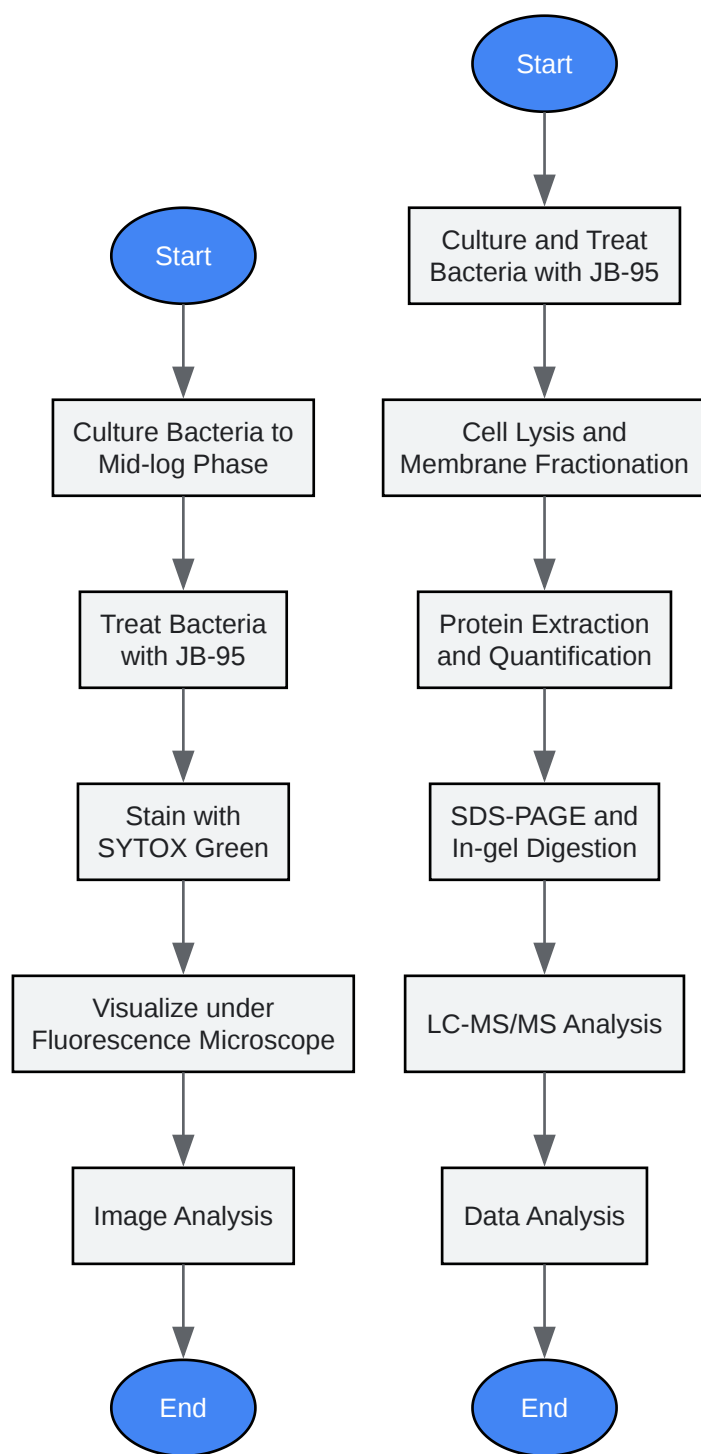 Start
Culture Bacteria to
Mid-log Phase
Treat Bacteria
with JB-95
Stain with
SYTOX Green
Visualize under
Fluorescence Microscope
Image Analysis
End
Start
Culture and Treat
Bacteria with JB-95
Cell Lysis and
Membrane Fractionation
Protein Extraction
and Quantification
SDS-PAGE and
In-gel Digestion
LC-MS/MS Analysis
Data Analysis
End